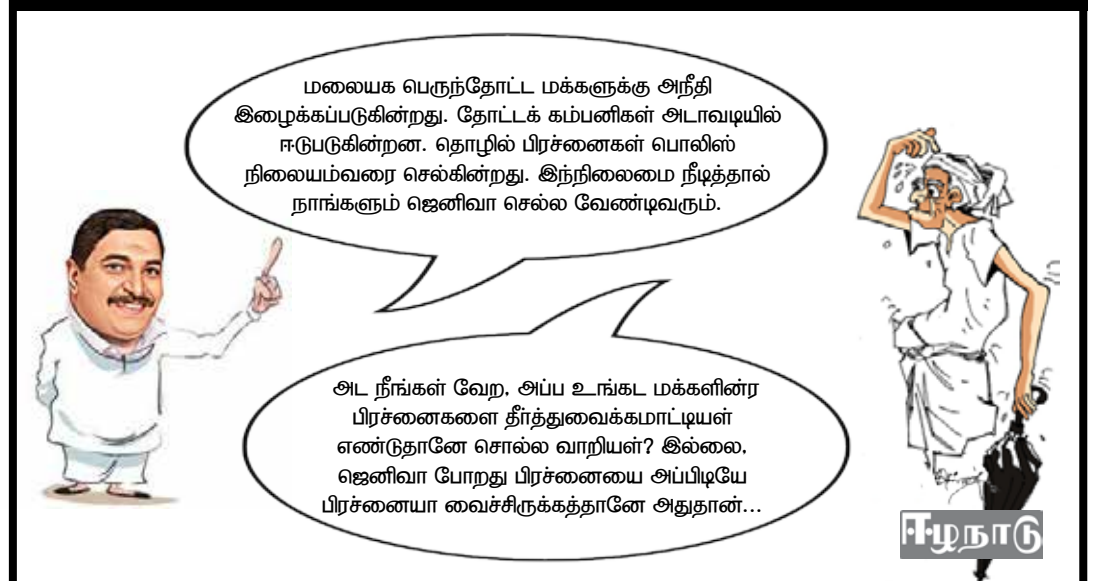 மலையக பெருந்தோட்ட மக்களுக்கு அநீதி
இழைக்கப்படுகின்றது. தோட்டக் கம்பனிகள் அடாவடியில்
ஈடுபடுகின்றன. தொழில் பிரச்னைகள் பொலிஸ்
நிலையம்வரை செல்கின்றது. இந்நிலைமை நீடித்தால்
நாங்களும் ஜெனிவா செல்ல வேண்டிவரும்.
அட நீங்கள் வேற, அப்ப உங்கட மக்களின்ர
பிரச்னைகளை தீர்த்துவைக்கமாட்டியள்
எண்டுதானே சொல்ல வாறியள்? இல்லை,
ஜெனிவா போறது பிரச்னையை அப்பிடியே
பிரச்னையா வைச்சிருக்கத்தானே அதுதான்...
ஈழநாடு